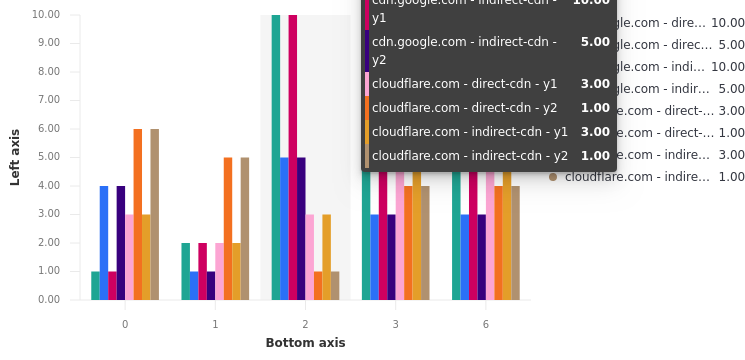 10.00
9.00
8.00
7.00
6.00
5.00
4.00
3.00
2.00
1.00
0.00
Left axis
0
1
2
3
6
Bottom axis
cdn.google.com - indirect-cdn - y1 10.00
cdn.google.com - indirect-cdn - y2 5.00
cloudflare.com - direct-cdn - y1 3.00
cloudflare.com - direct-cdn - y2 1.00
cloudflare.com - indirect-cdn - y1 3.00
cloudflare.com - indirect-cdn - y2 1.00
gle.com - dire... 10.00
gle.com - direc... 5.00
gle.com - indi... 10.00
gle.com - indir... 5.00
e.com - direct-... 3.00
e.com - direct-... 1.00
e.com - indire... 3.00
cloudflare.com - indire... 1.00